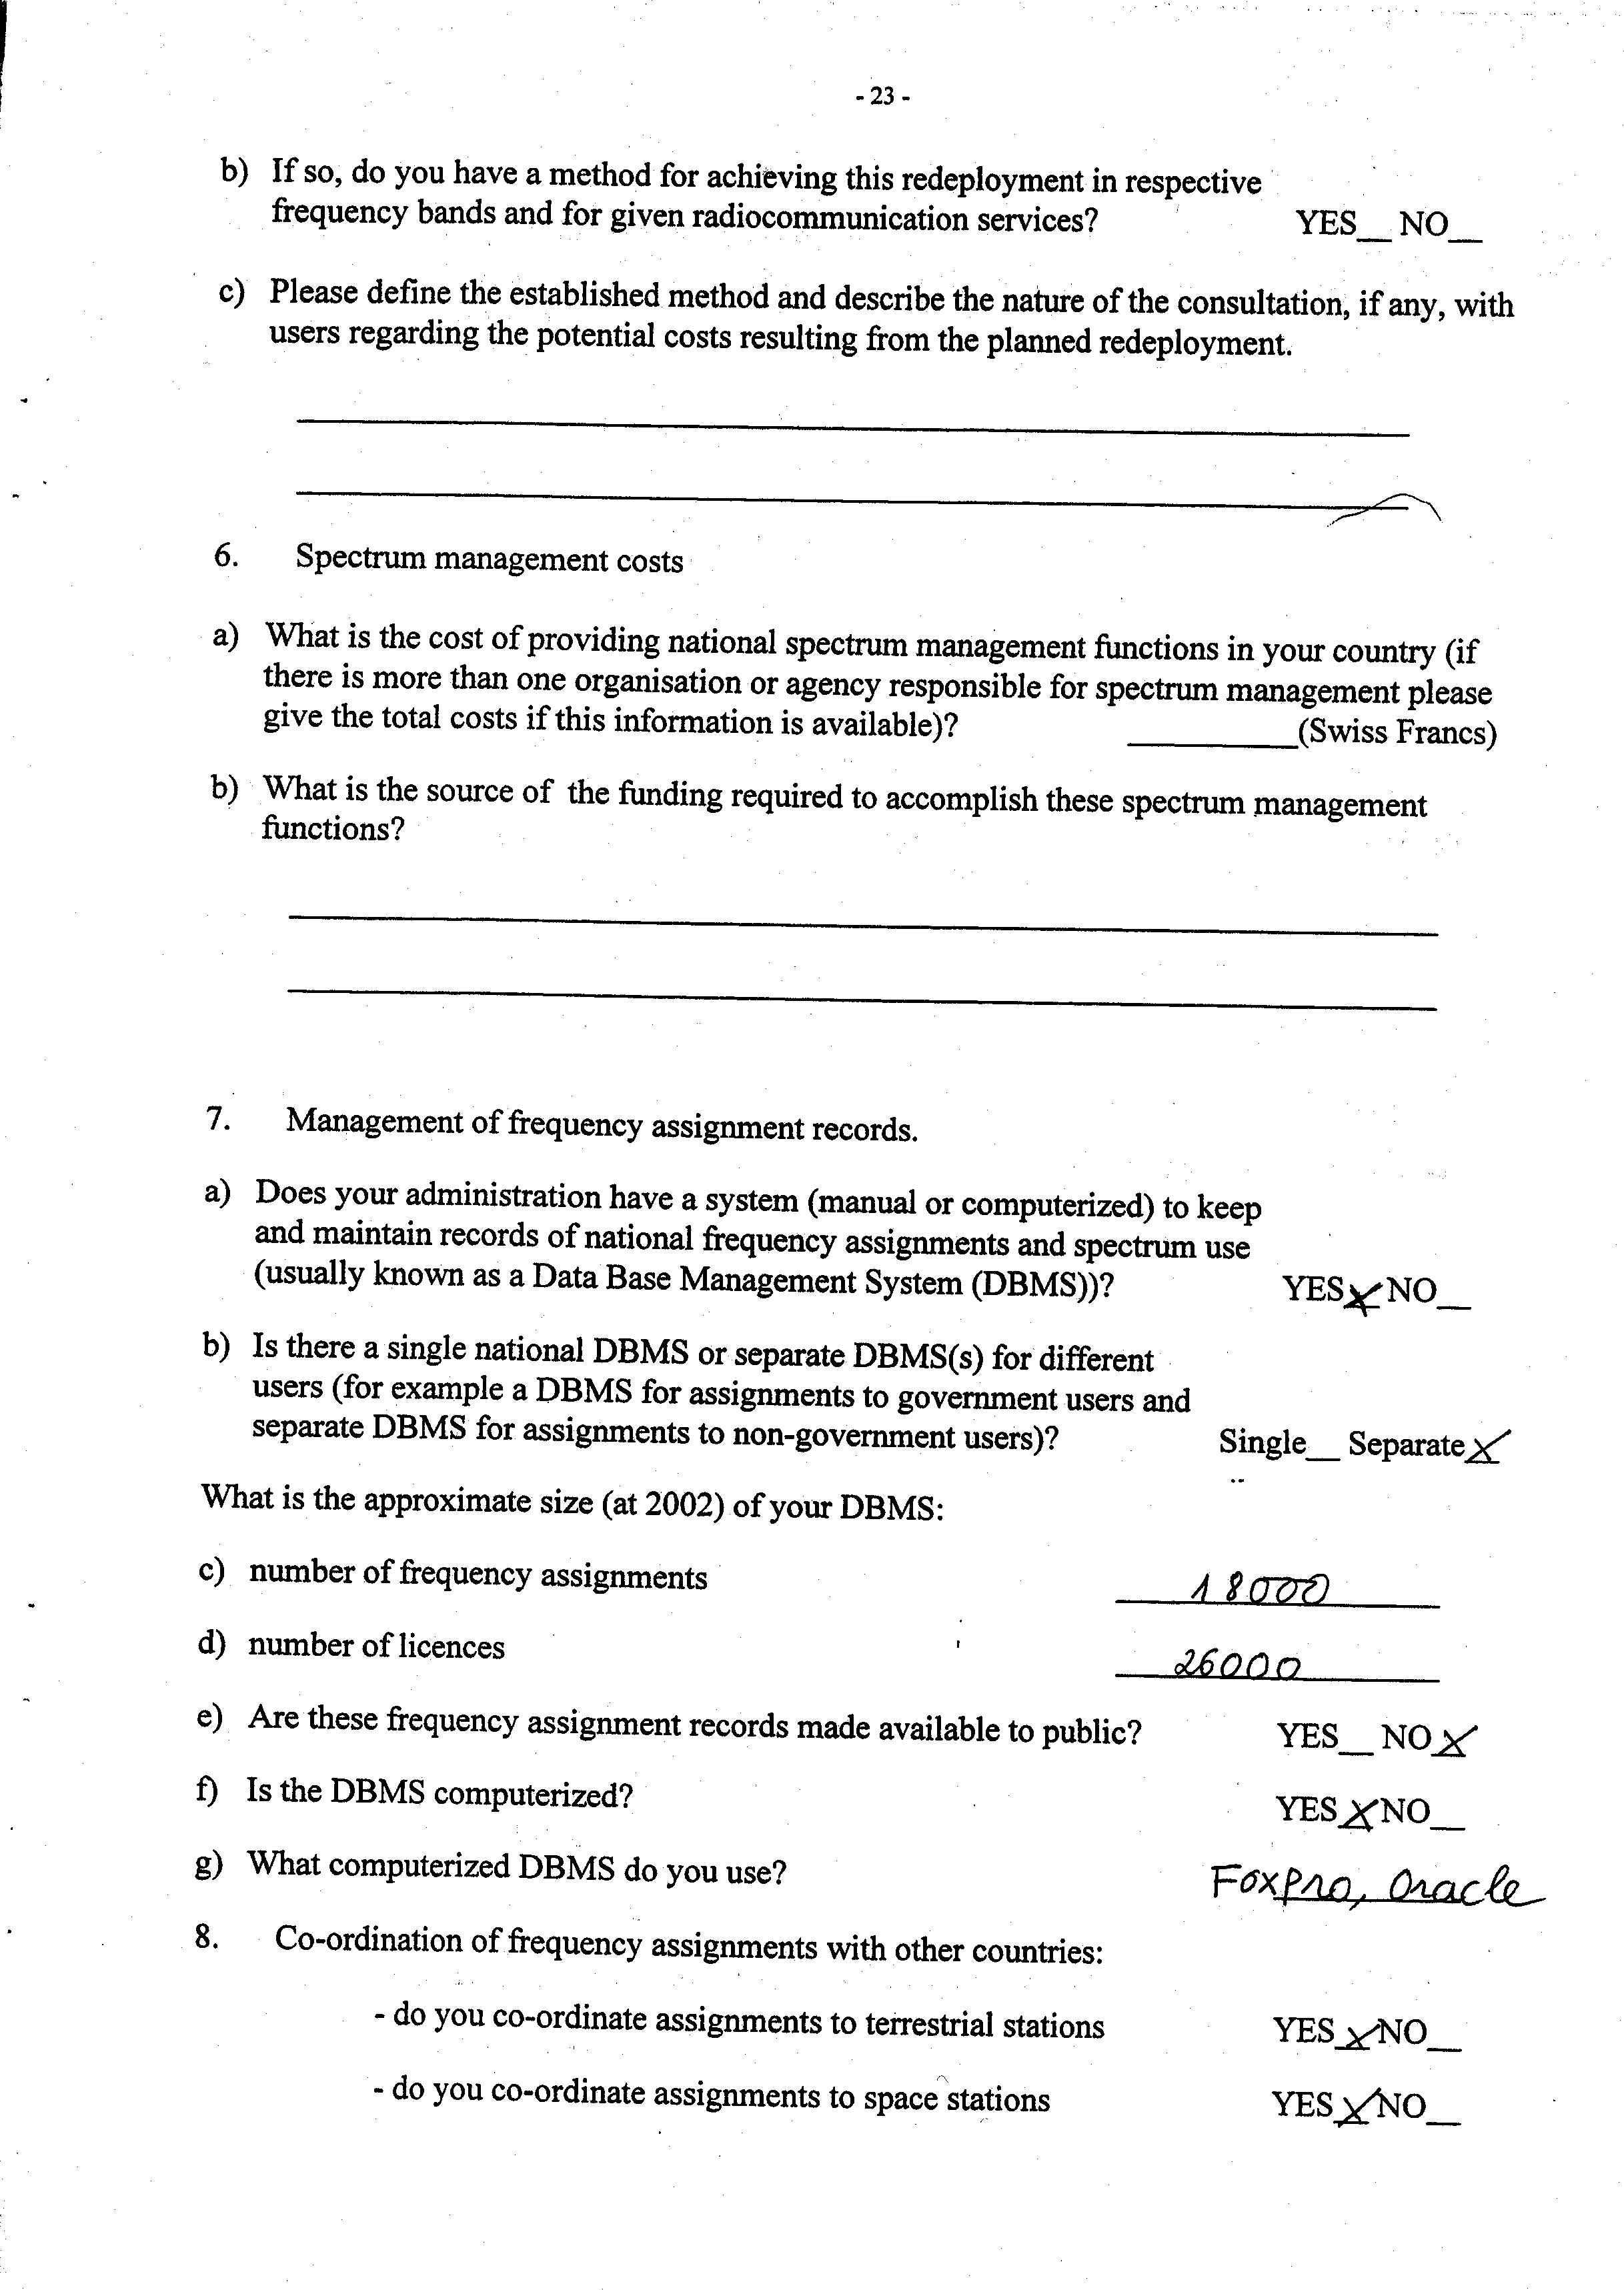 - 23 -
b) If so, do you have a method for achieving this redeployment in respective
frequency bands and for given radiocommunication services? YES__ NO__
c) Please define the established method and describe the nature of the consultation, if any, with
users regarding the potential costs resulting from the planned redeployment.
6. Spectrum management costs
a) What is the cost of providing national spectrum management functions in your country (if
there is more than one organisation or agency responsible for spectrum management please
give the total costs if this information is available)? __________(Swiss Francs)
b) What is the source of the funding required to accomplish these spectrum management
functions?
7. Management of frequency assignment records.
a) Does your administration have a system (manual or computerized) to keep
and maintain records of national frequency assignments and spectrum use
(usually known as a Data Base Management System (DBMS))? YES X NO__
b) Is there a single national DBMS or separate DBMS(s) for different
users (for example a DBMS for assignments to government users and
separate DBMS for assignments to non-government users)? Single__ Separate X
What is the approximate size (at 2002) of your DBMS:
c) number of frequency assignments 18000
d) number of licences 26000
e) Are these frequency assignment records made available to public? YES__ NO X
f) Is the DBMS computerized? YES X NO__
g) What computerized DBMS do you use? FoxPro, Oracle
8. Co-ordination of frequency assignments with other countries:
- do you co-ordinate assignments to terrestrial stations YES X NO__
- do you co-ordinate assignments to space stations YES X NO__